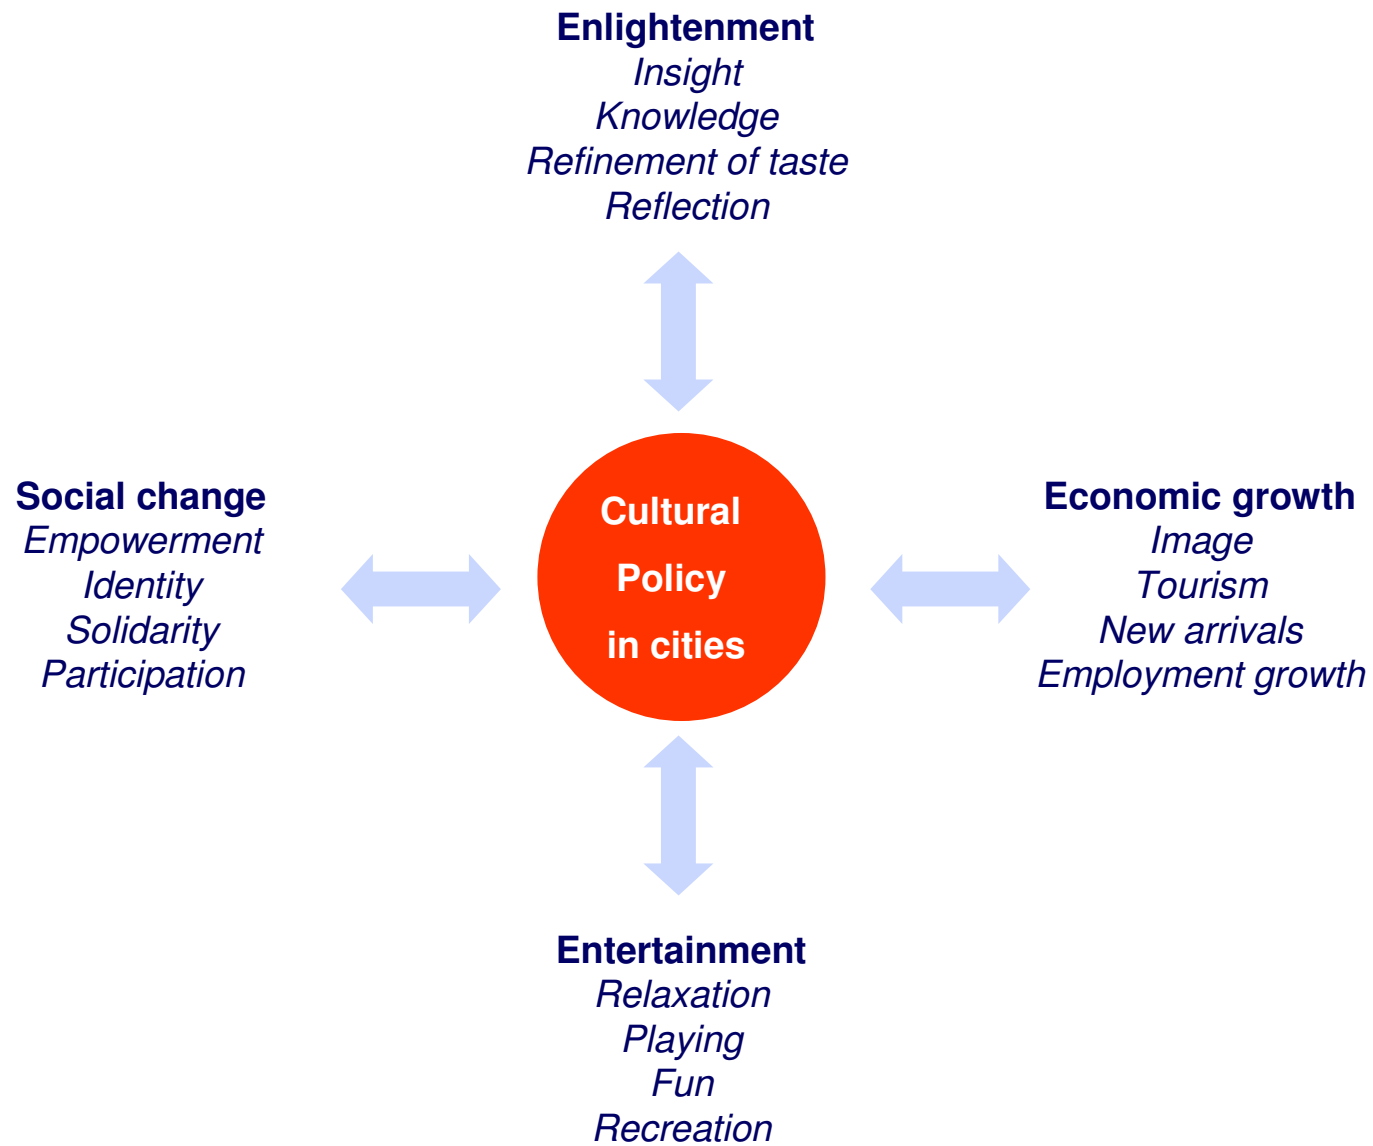 Enlightenment
Insight
Knowledge
Refinement of taste
Reflection
Social change
Empowerment
Identity
Solidarity
Participation
Cultural
Policy
in cities
Economic growth
Image
Tourism
New arrivals
Employment growth
Entertainment
Relaxation
Playing
Fun
Recreation